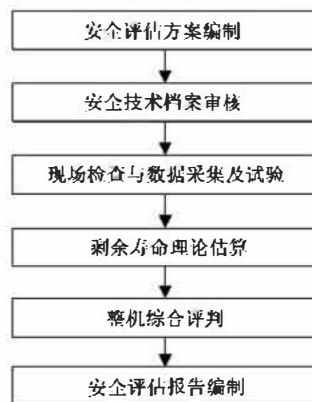 安全评估方案编制
安全技术档案审核
现场检查与数据采集及试验
剩余寿命理论估算
整机综合评判
安全评估报告编制